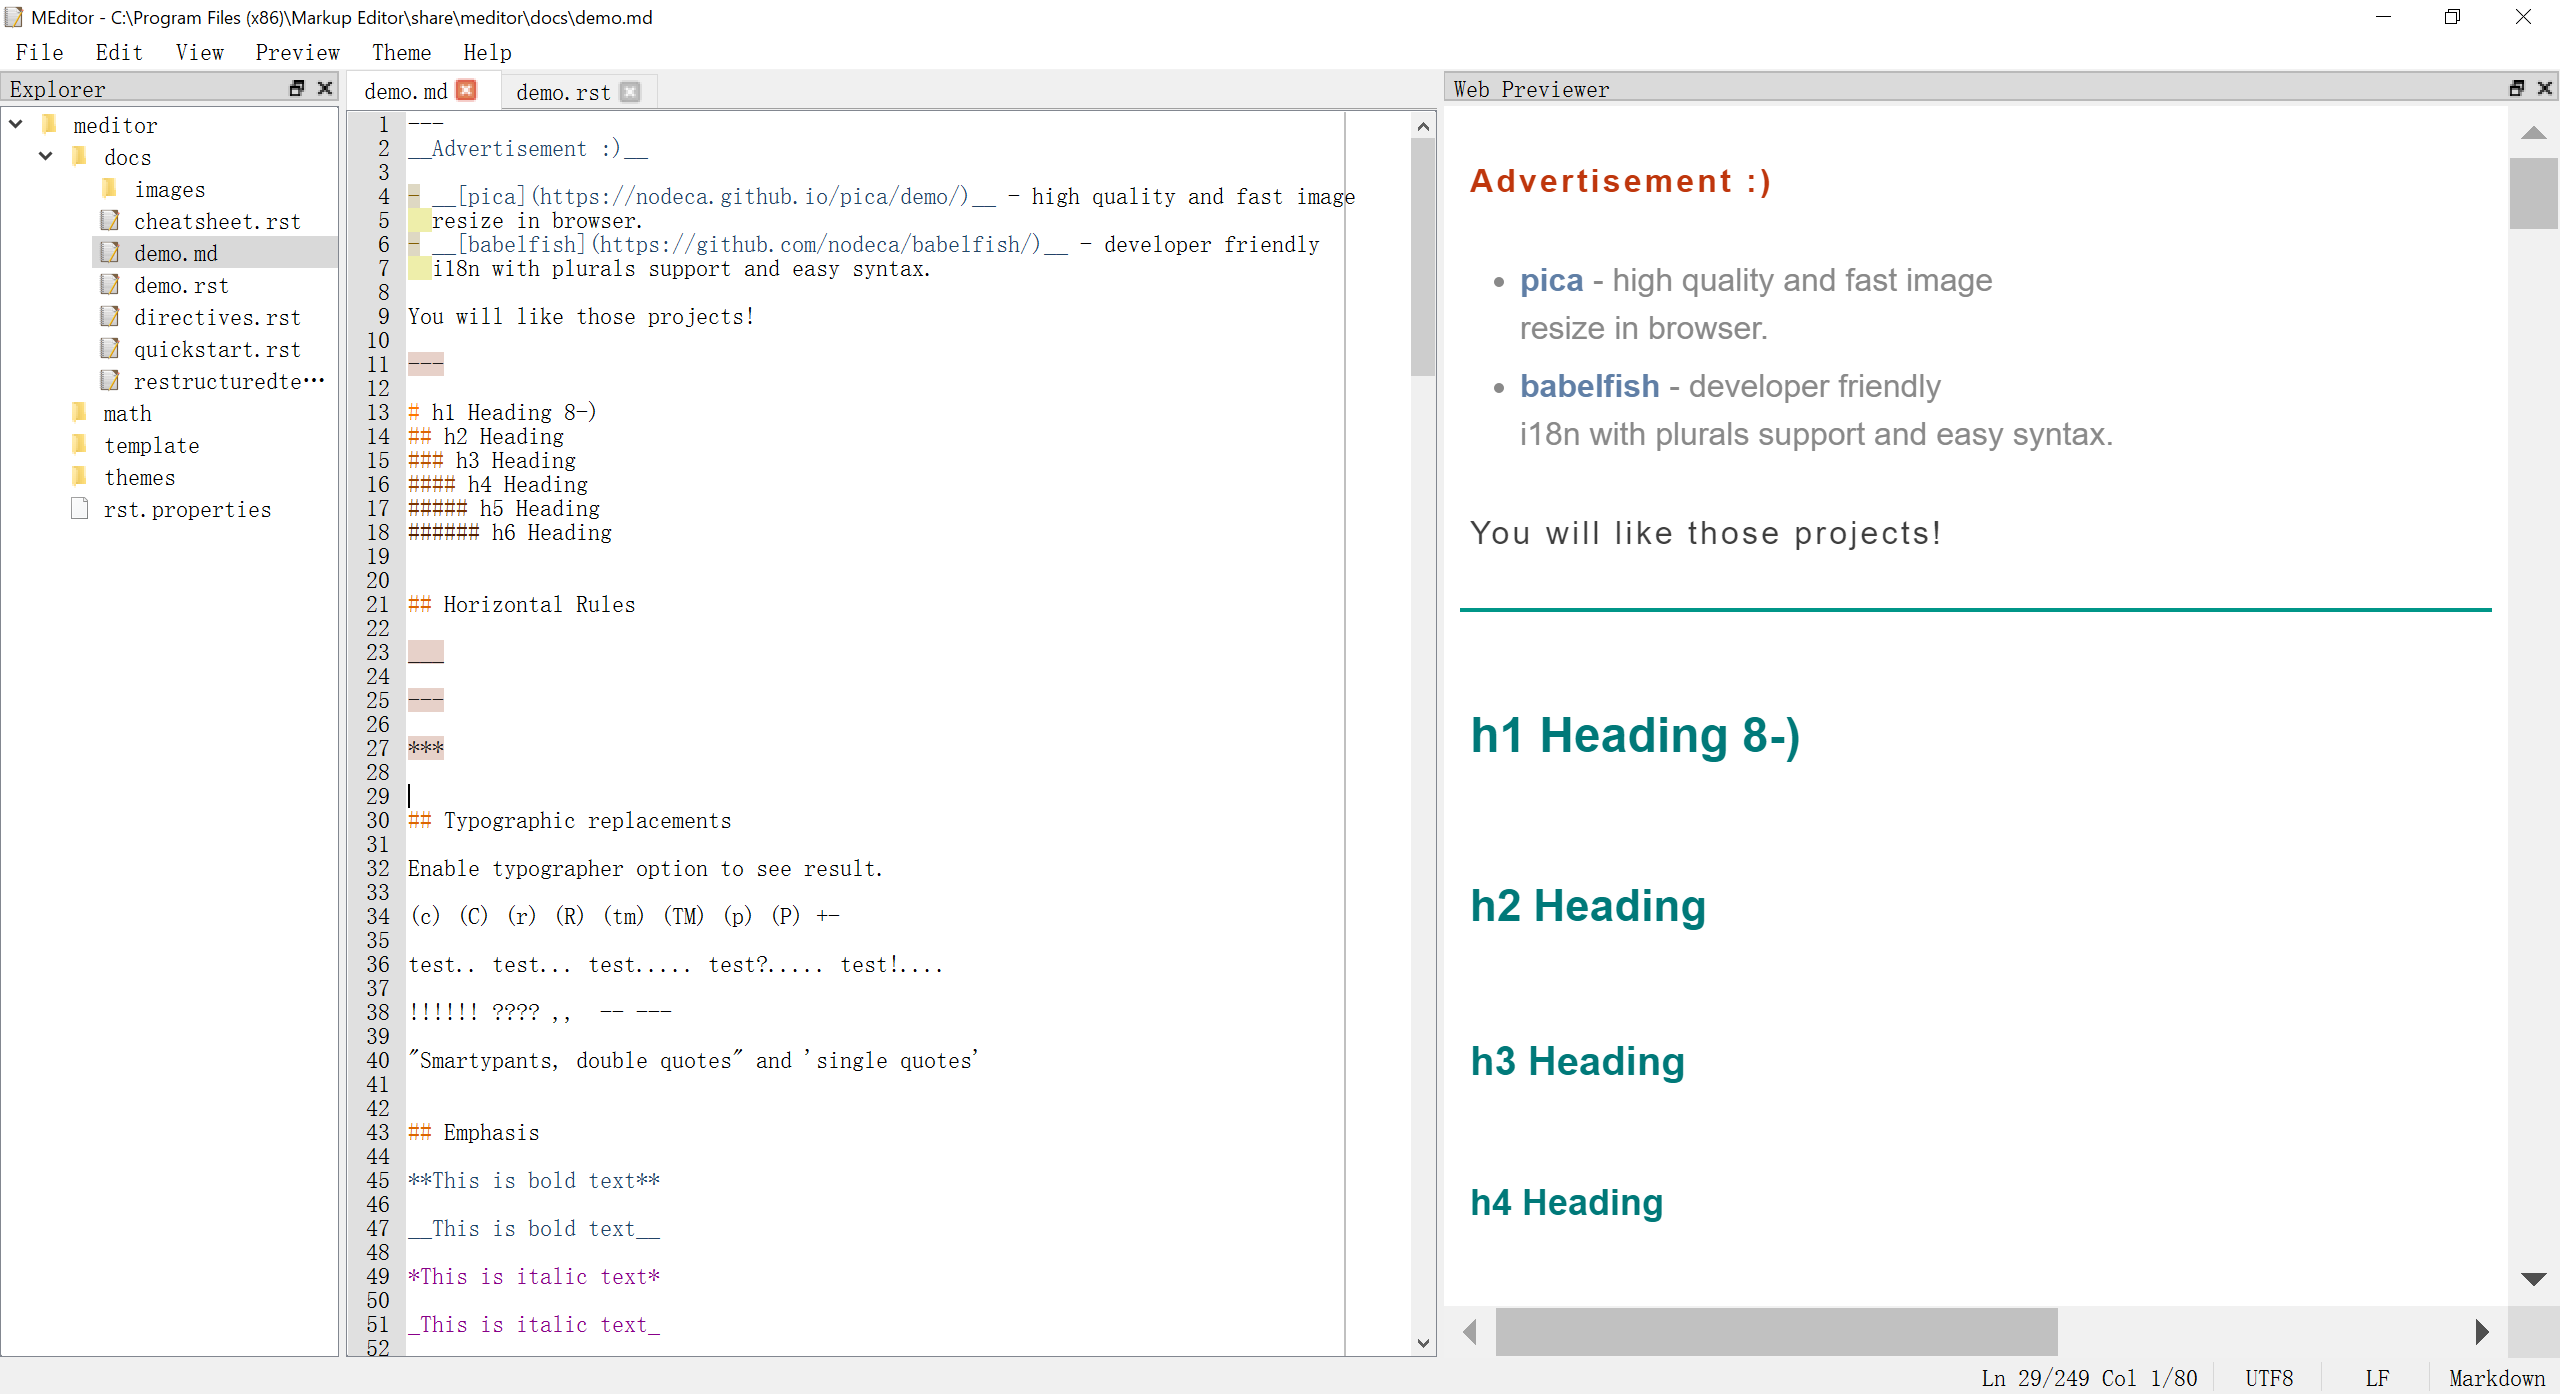 MEditor - C:\Program Files (x86)\Markup Editor\share\meditor\docs\demo.md
File Edit View Preview Theme Help
Explorer
meditor
docs
images
cheatsheet.rst
demo.md
demo.rst
directives.rst
quickstart.rst
restructuredte···
math
template
themes
rst.properties
demo.md demo.rst
1 ---
2 __Advertisement :)__
3
4 - __[pica](https://nodeca.github.io/pica/demo/)__ - high quality and fast image
5   resize in browser.
6 - __[babelfish](https://github.com/nodeca/babelfish/)__ - developer friendly
7   i18n with plurals support and easy syntax.
8
9 You will like those projects!
10
11 ---
12
13 # h1 Heading 8-)
14 ## h2 Heading
15 ### h3 Heading
16 #### h4 Heading
17 ##### h5 Heading
18 ###### h6 Heading
19
20
21 ## Horizontal Rules
22
23 ___
24
25 ---
26
27 ***
28
29
30 ## Typographic replacements
31
32 Enable typographer option to see result.
33
34 (c) (C) (r) (R) (tm) (TM) (p) (P) +-
35
36 test.. test... test..... test?..... test!....
37
38 !!!!!! ???? ,,  -- ---
39
40 "Smartypants, double quotes" and 'single quotes'
41
42
43 ## Emphasis
44
45 **This is bold text**
46
47 __This is bold text__
48
49 *This is italic text*
50
51 _This is italic text_
52
Web Previewer
Advertisement :)
• pica - high quality and fast image
resize in browser.
• babelfish - developer friendly
i18n with plurals support and easy syntax.
You will like those projects!
h1 Heading 8-)
h2 Heading
h3 Heading
h4 Heading
Ln 29/249 Col 1/80 UTF8 LF Markdown